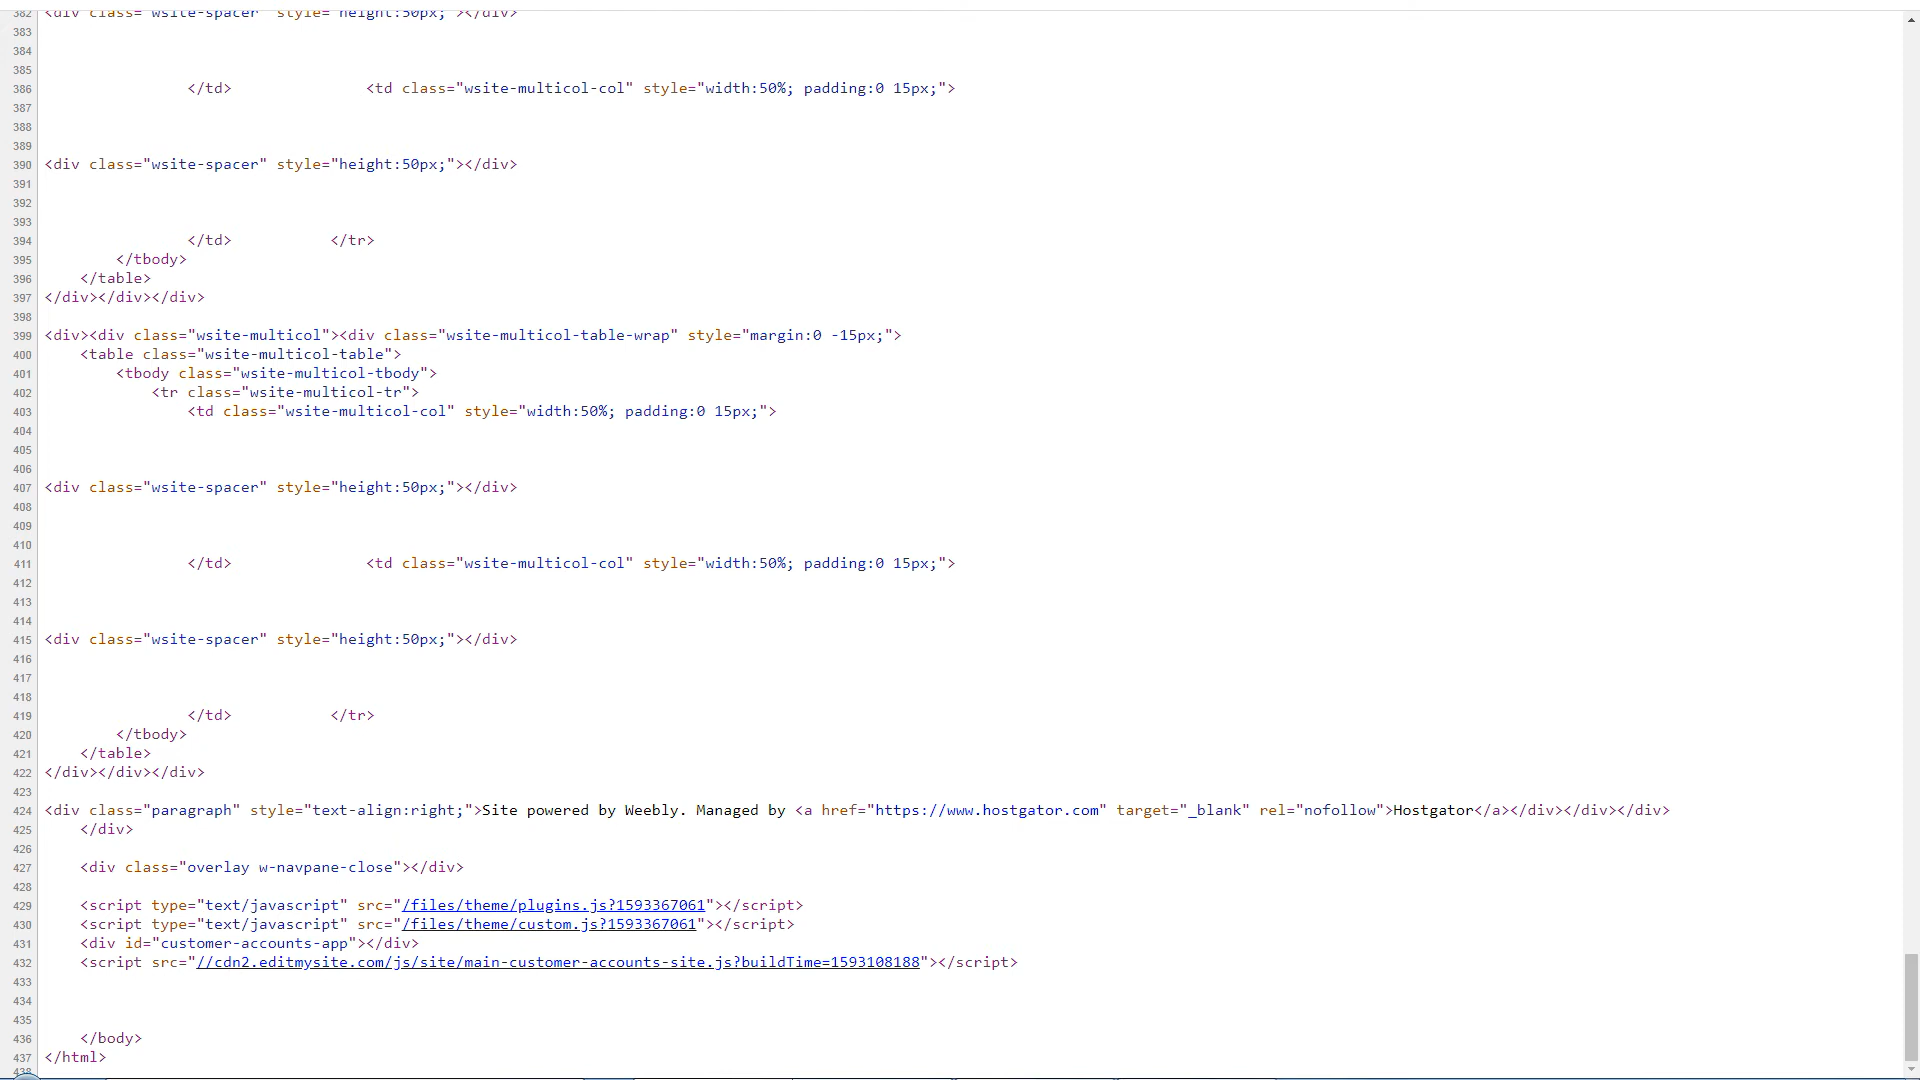 382 <div class="wsite-spacer" style="height:50px;"></div>
383
384
385
386 </td> <td class="wsite-multicol-col" style="width:50%; padding:0 15px;">
387
388
389
390 <div class="wsite-spacer" style="height:50px;"></div>
391
392
393
394 </td> </tr>
395 </tbody>
396 </table>
397 </div></div></div>
398
399 <div><div class="wsite-multicol"><div class="wsite-multicol-table-wrap" style="margin:0 -15px;">
400 <table class="wsite-multicol-table">
401 <tbody class="wsite-multicol-tbody">
402 <tr class="wsite-multicol-tr">
403 <td class="wsite-multicol-col" style="width:50%; padding:0 15px;">
404
405
406
407 <div class="wsite-spacer" style="height:50px;"></div>
408
409
410
411 </td> <td class="wsite-multicol-col" style="width:50%; padding:0 15px;">
412
413
414
415 <div class="wsite-spacer" style="height:50px;"></div>
416
417
418
419 </td> </tr>
420 </tbody>
421 </table>
422 </div></div></div>
423
424 <div class="paragraph" style="text-align:right;">Site powered by Weebly. Managed by <a href="https://www.hostgator.com" target="_blank" rel="nofollow">Hostgator</a></div></div></div>
425 </div>
426
427 <div class="overlay w-navpane-close"></div>
428
429 <script type="text/javascript" src="/files/theme/plugins.js?1593367061"></script>
430 <script type="text/javascript" src="/files/theme/custom.js?1593367061"></script>
431 <div id="customer-accounts-app"></div>
432 <script src="//cdn2.editmysite.com/js/site/main-customer-accounts-site.js?buildTime=1593108188"></script>
433
434
435
436 </body>
437 </html>
438